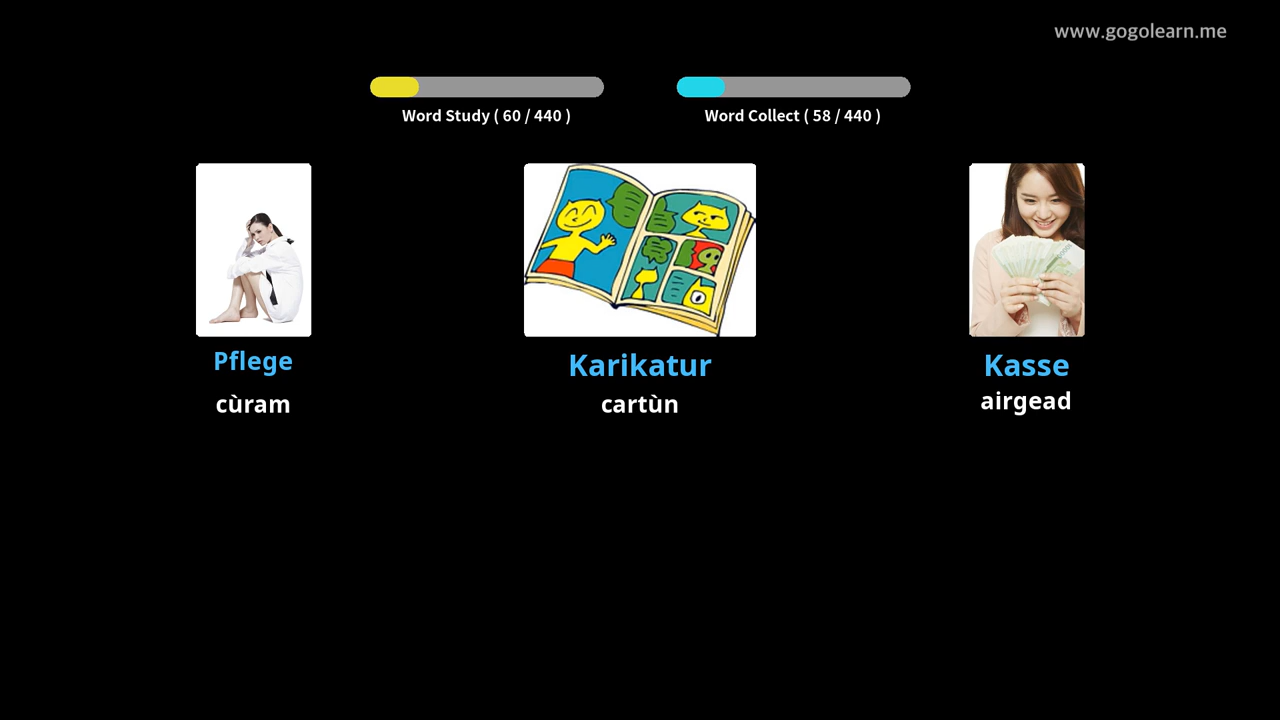 www.gogolearn.me
Word Study ( 60 / 440 )
Word Collect ( 58 / 440 )
Pflege
Karikatur
Kasse
cùram
cartùn
airgead